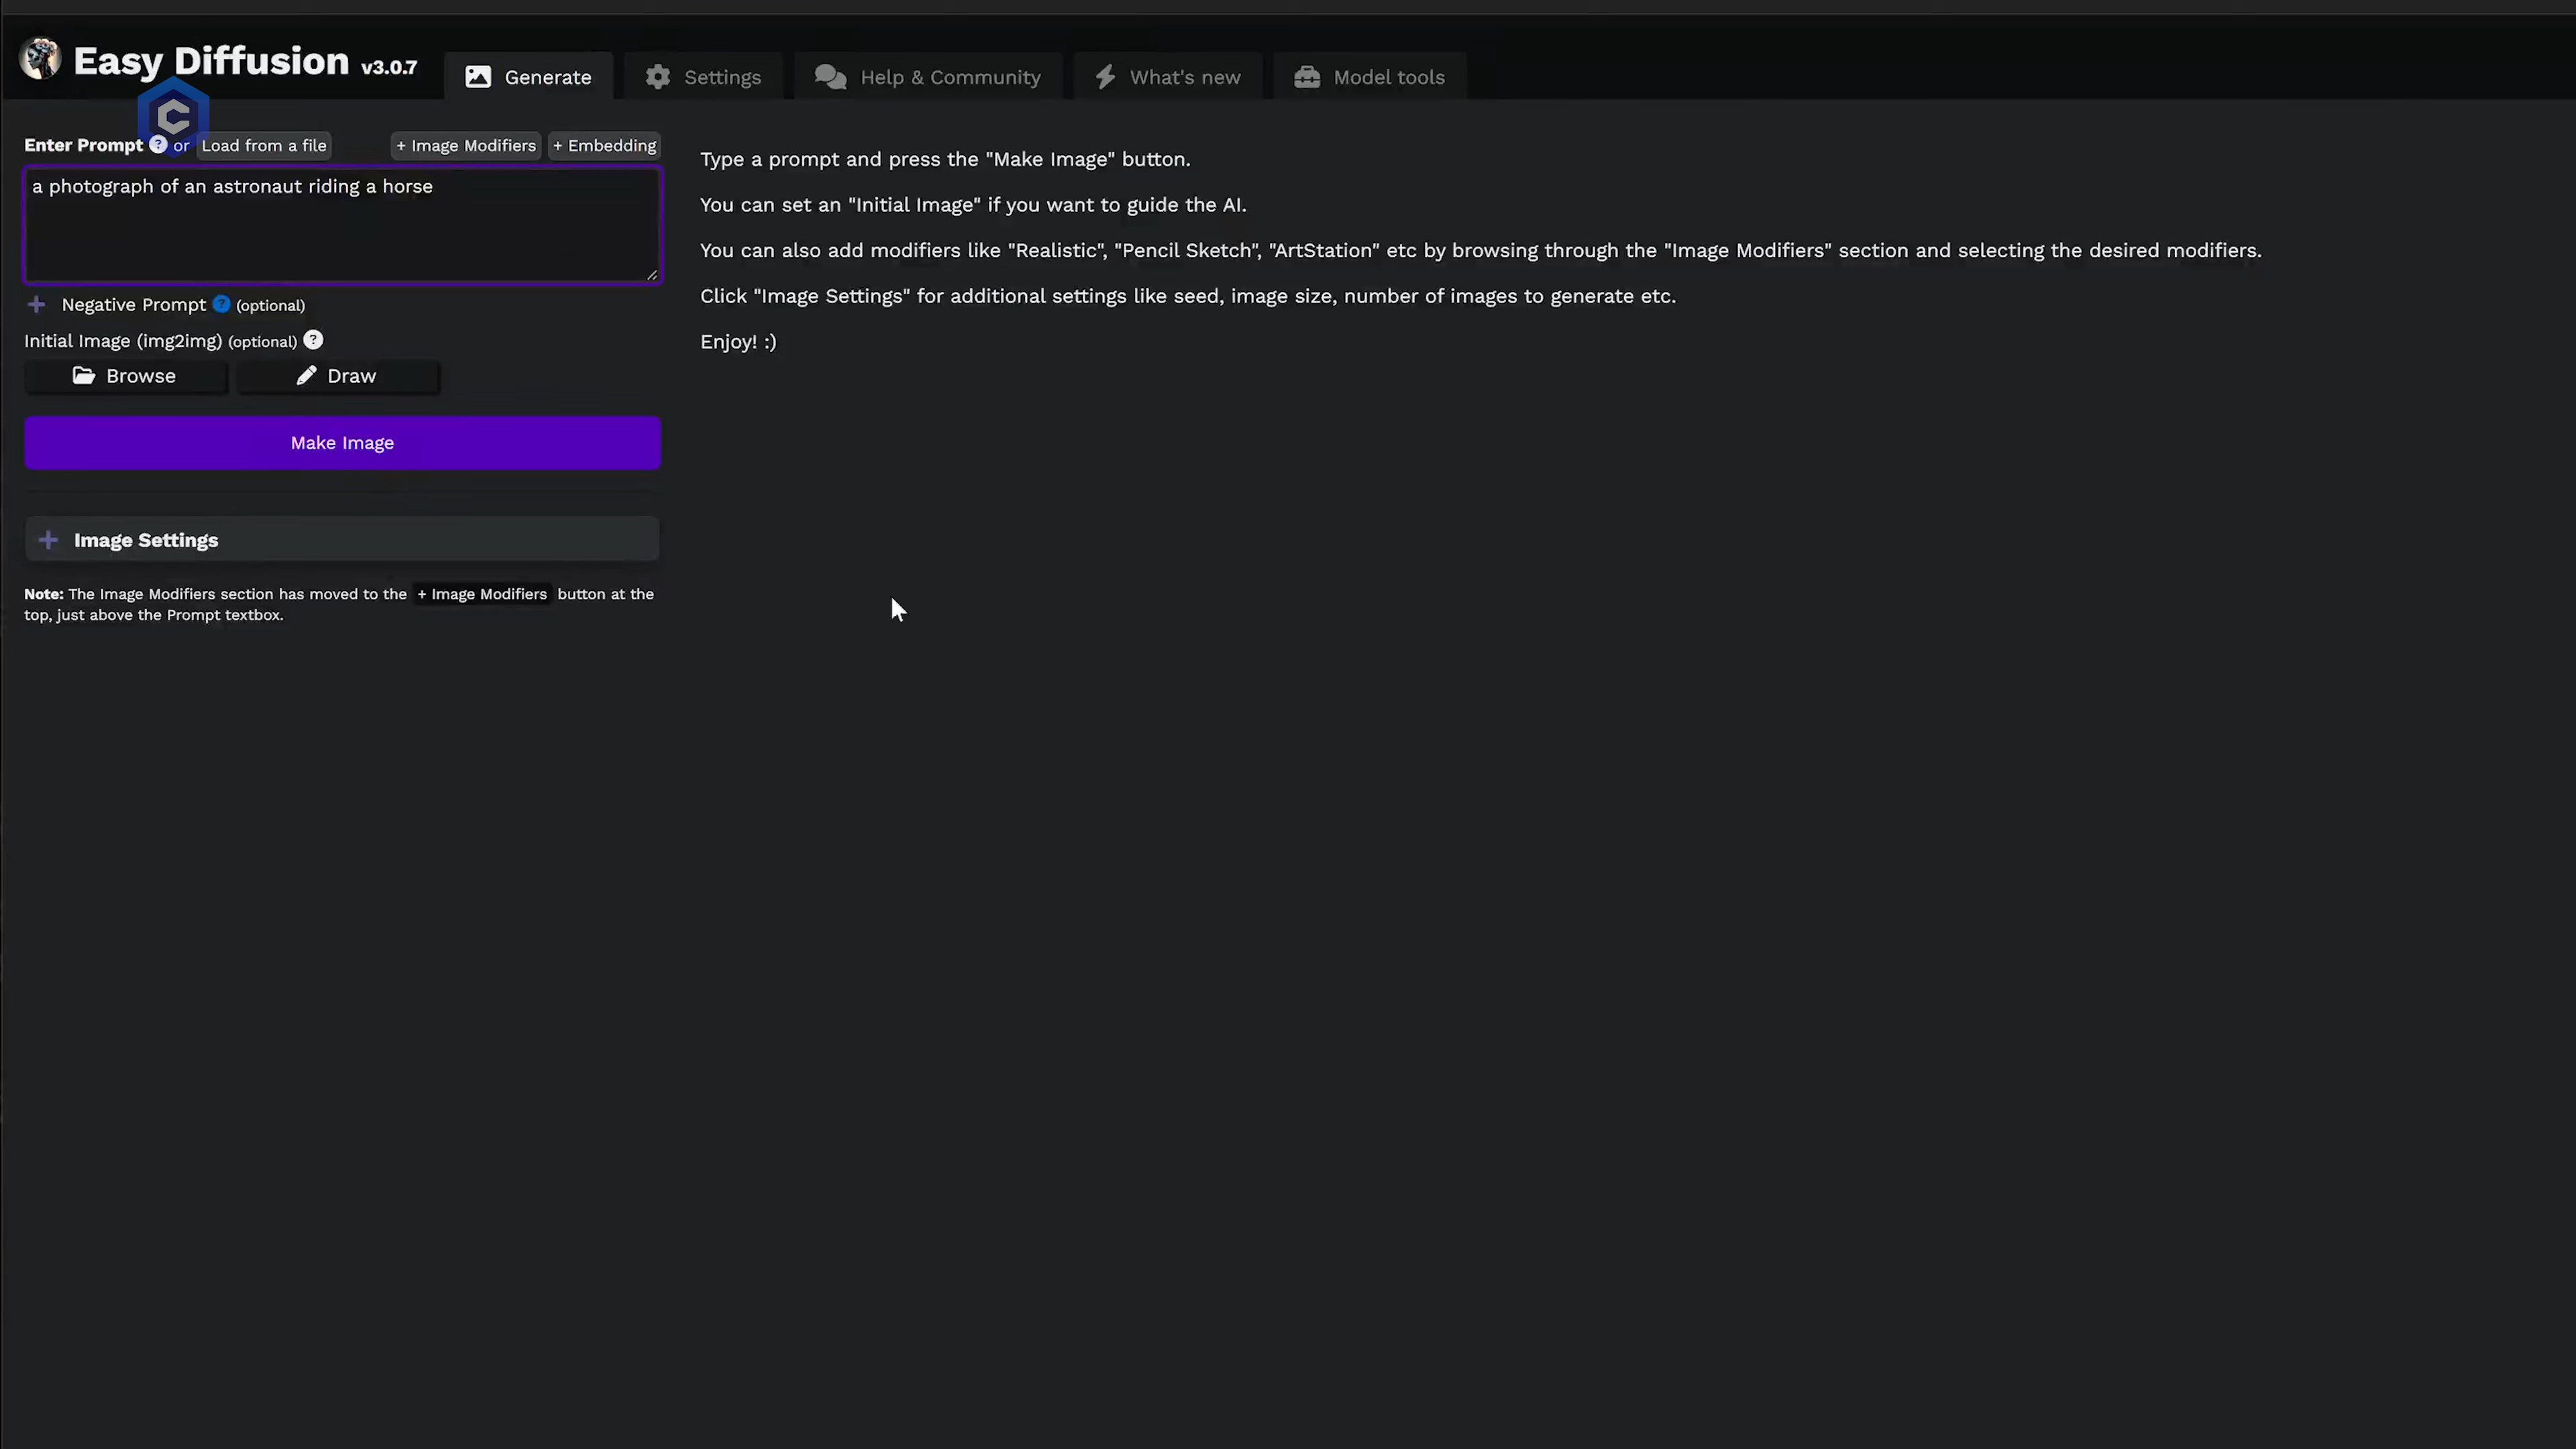 Easy Diffusion v3.0.7
Generate
Settings
Help & Community
What's new
Model tools
Enter Prompt ? or Load from a file
+ Image Modifiers
+ Embedding
a photograph of an astronaut riding a horse
+ Negative Prompt ? (optional)
Initial Image (img2img) (optional) ?
Browse
Draw
Make Image
+ Image Settings
Note: The Image Modifiers section has moved to the + Image Modifiers button at the
top, just above the Prompt textbox.
Type a prompt and press the "Make Image" button.
You can set an "Initial Image" if you want to guide the AI.
You can also add modifiers like "Realistic", "Pencil Sketch", "ArtStation" etc by browsing through the "Image Modifiers" section and selecting the desired modifiers.
Click "Image Settings" for additional settings like seed, image size, number of images to generate etc.
Enjoy! :)
C